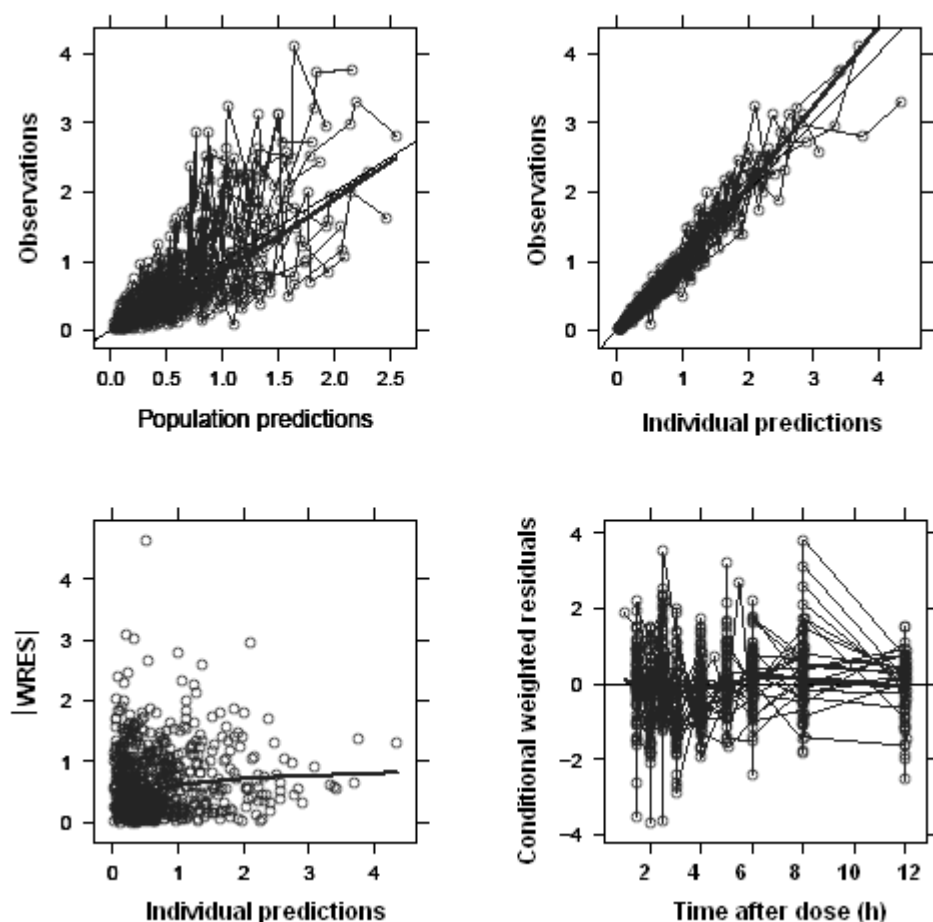 4
3
2
1
0
Observations
0.0 0.5 1.0 1.5 2.0 2.5
Population predictions
4
3
2
1
0
Observations
0 1 2 3 4
Individual predictions
4
3
2
1
0
|WRES|
0 1 2 3 4
Individual predictions
4
2
0
−2
−4
Conditional weighted residuals
2 4 6 8 10 12
Time after dose (h)